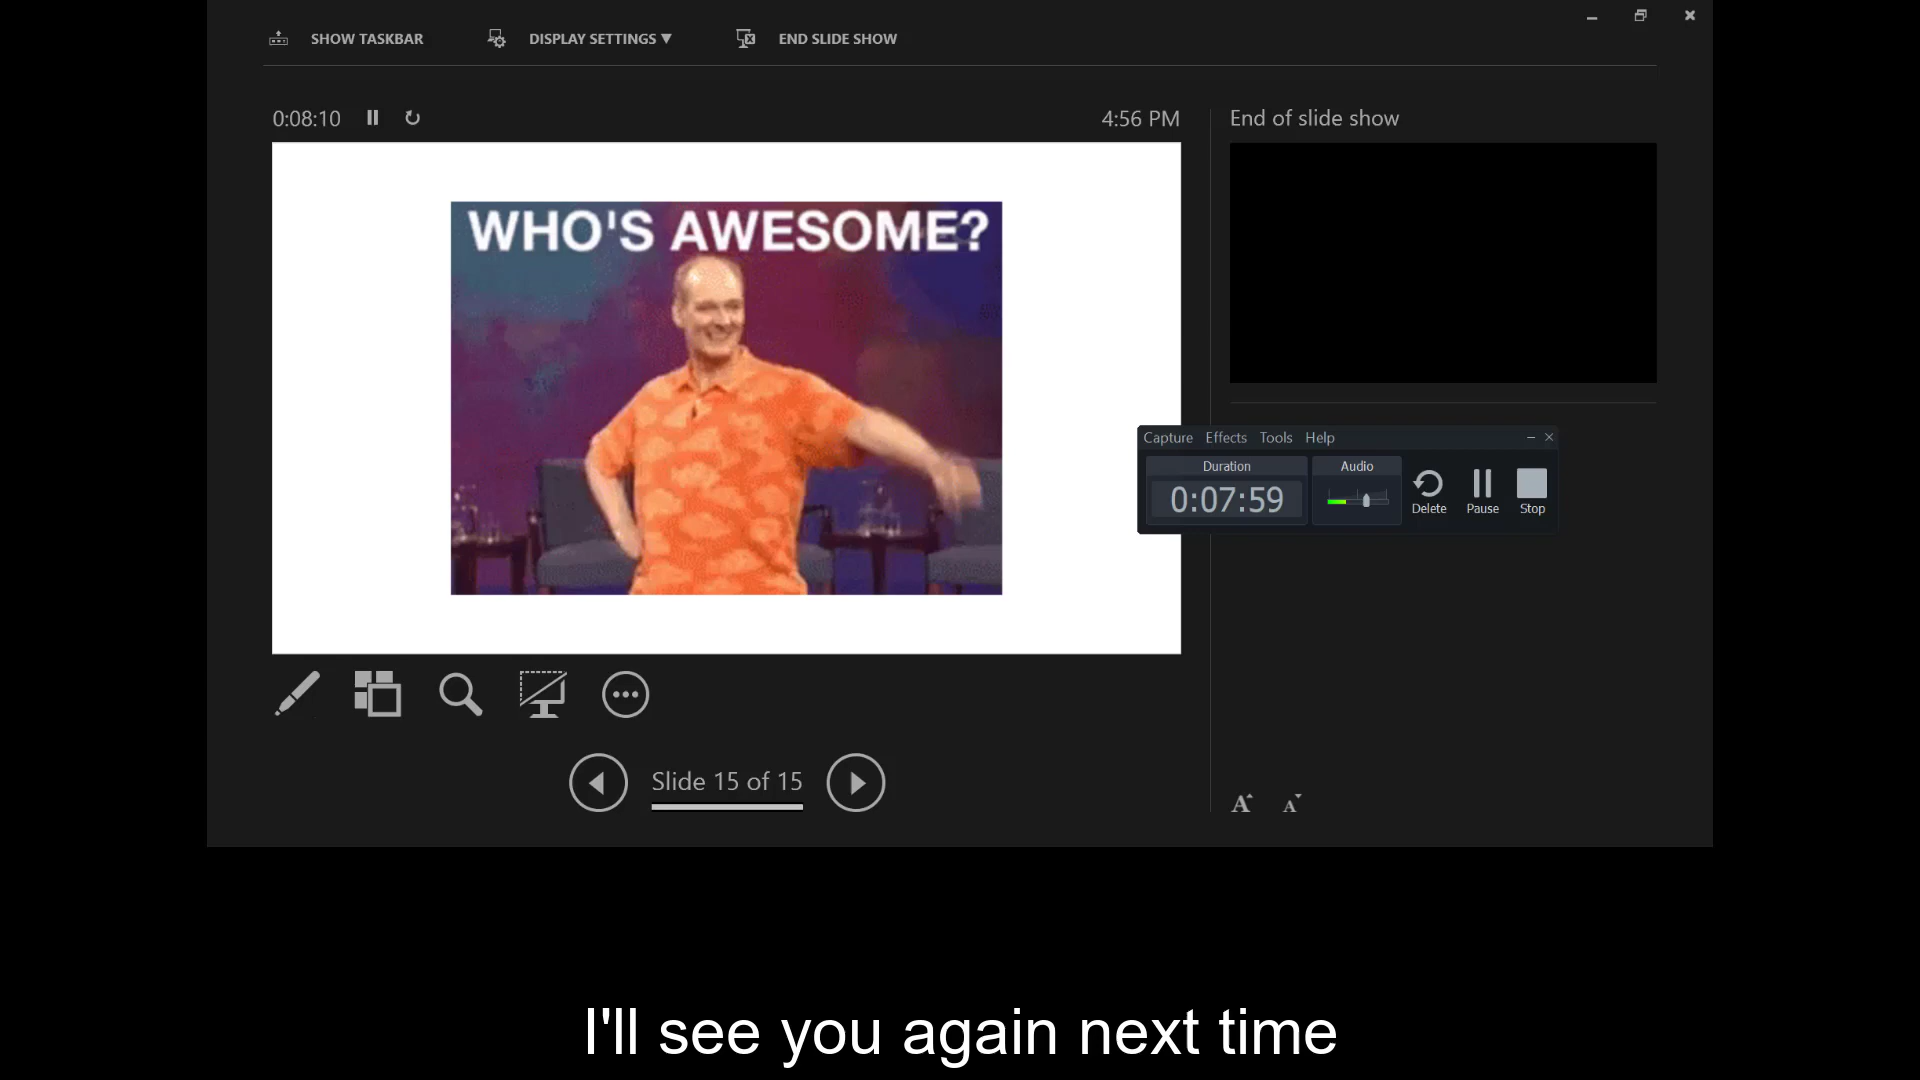 SHOW TASKBAR
DISPLAY SETTINGS ▼
END SLIDE SHOW
0:08:10
4:56 PM
End of slide show
WHO'S AWESOME?
Capture Effects Tools Help
Duration
Audio
0:07:59
Delete
Pause
Stop
Slide 15 of 15
A A
I'll see you again next time